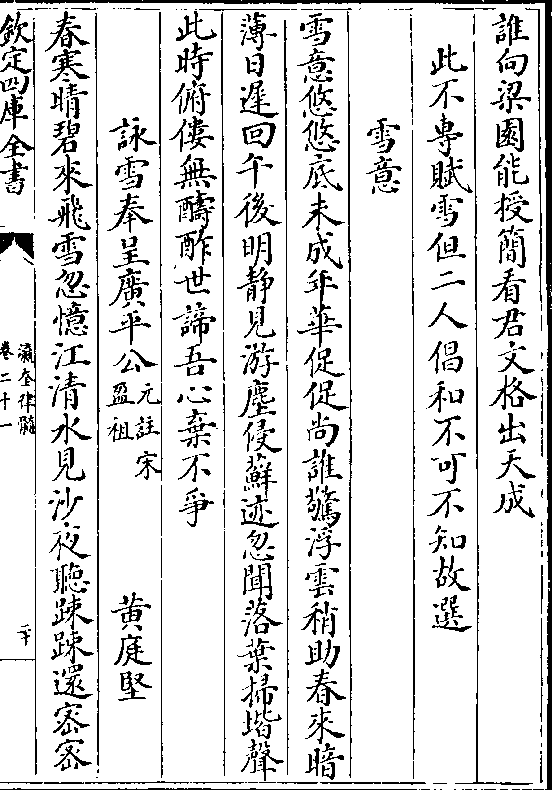 誰向梁園能授簡看君文格出天成
此不專賦雪但二人倡和不可不知故選
雪意
雪意悠悠底未成年華促促尚誰驚浮雲稍助春來暗
薄日遲回午後明静見游塵侵蘚迹忽聞落葉掃堦聲
此時俯僂無醻酢世諦吾心棄不爭
詠雪奉呈廣平公元註宋盈祖 黄庭堅
春寒晴碧來飛雪忽憶江清水見沙夜聽踈踈還密密
欽定四庫全書
瀛奎律髓
卷二十一
二十